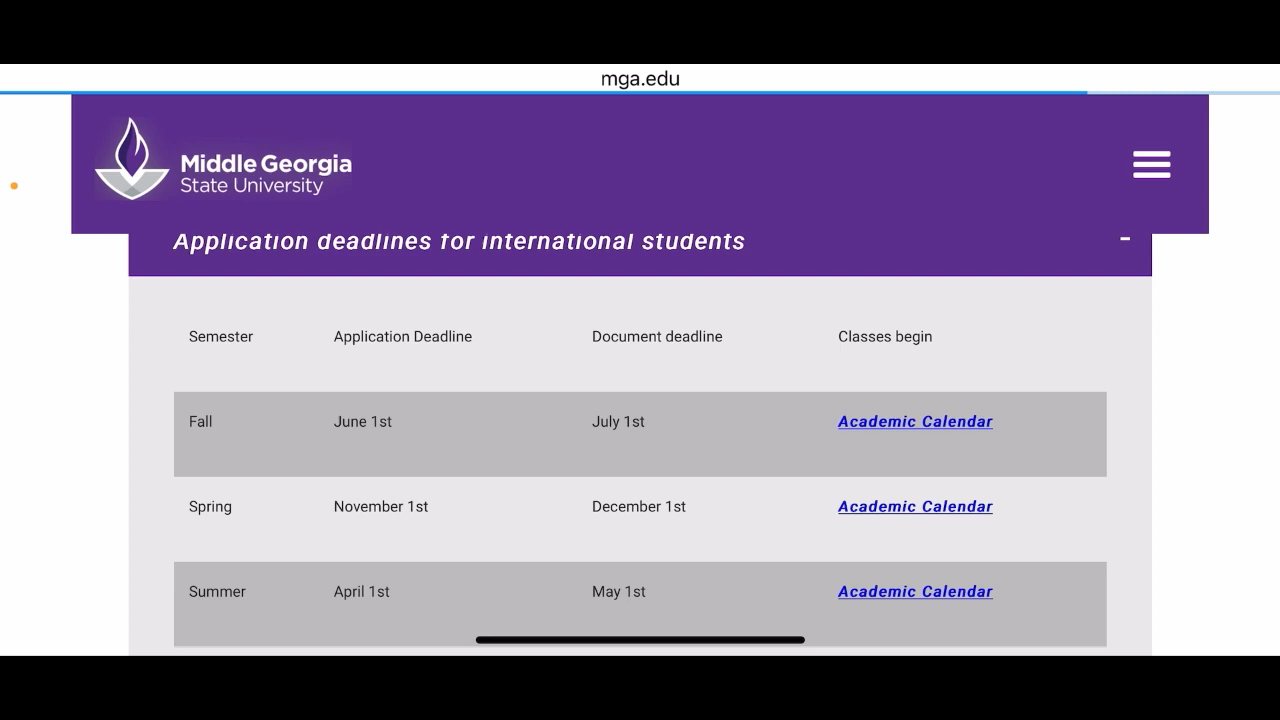 mga.edu
Middle Georgia
State University
Application deadlines for international students
-
Semester Application Deadline Document deadline Classes begin
Fall June 1st July 1st Academic Calendar
Spring November 1st December 1st Academic Calendar
Summer April 1st May 1st Academic Calendar